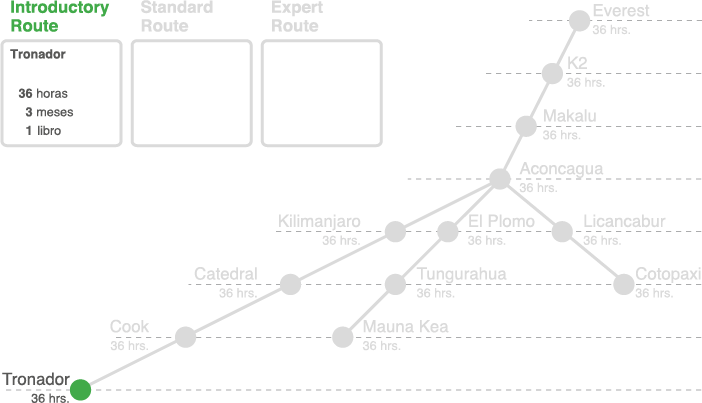 Introductory
Route
Standard
Route
Expert
Route
Tronador
36 horas
3 meses
1 libro
Everest
36 hrs.
K2
36 hrs.
Makalu
36 hrs.
Aconcagua
36 hrs.
Kilimanjaro
36 hrs.
El Plomo
36 hrs.
Licancabur
36 hrs.
Catedral
36 hrs.
Tungurahua
36 hrs.
Cotopaxi
36 hrs.
Cook
36 hrs.
Mauna Kea
36 hrs.
Tronador
36 hrs.